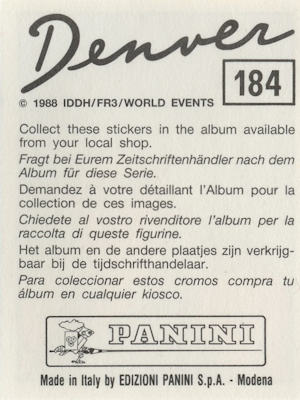 Denver
184
© 1988 IDDH/FR3/WORLD EVENTS
Collect these stickers in the album available
from your local shop.
Fragt bei Eurem Zeitschriftenhändler nach dem
Album für diese Serie.
Demandez à votre détaillant l'Album pour la
collection de ces images.
Chiedete al vostro rivenditore l'album per la
raccolta di queste figurine.
Het album en de andere plaatjes zijn verkrijg-
baar bij de tijdschrifthandelaar.
Para coleccionar estos cromos compra tu
álbum en cualquier kiosco.
PANINI
Made in Italy by EDIZIONI PANINI S.p.A. - Modena